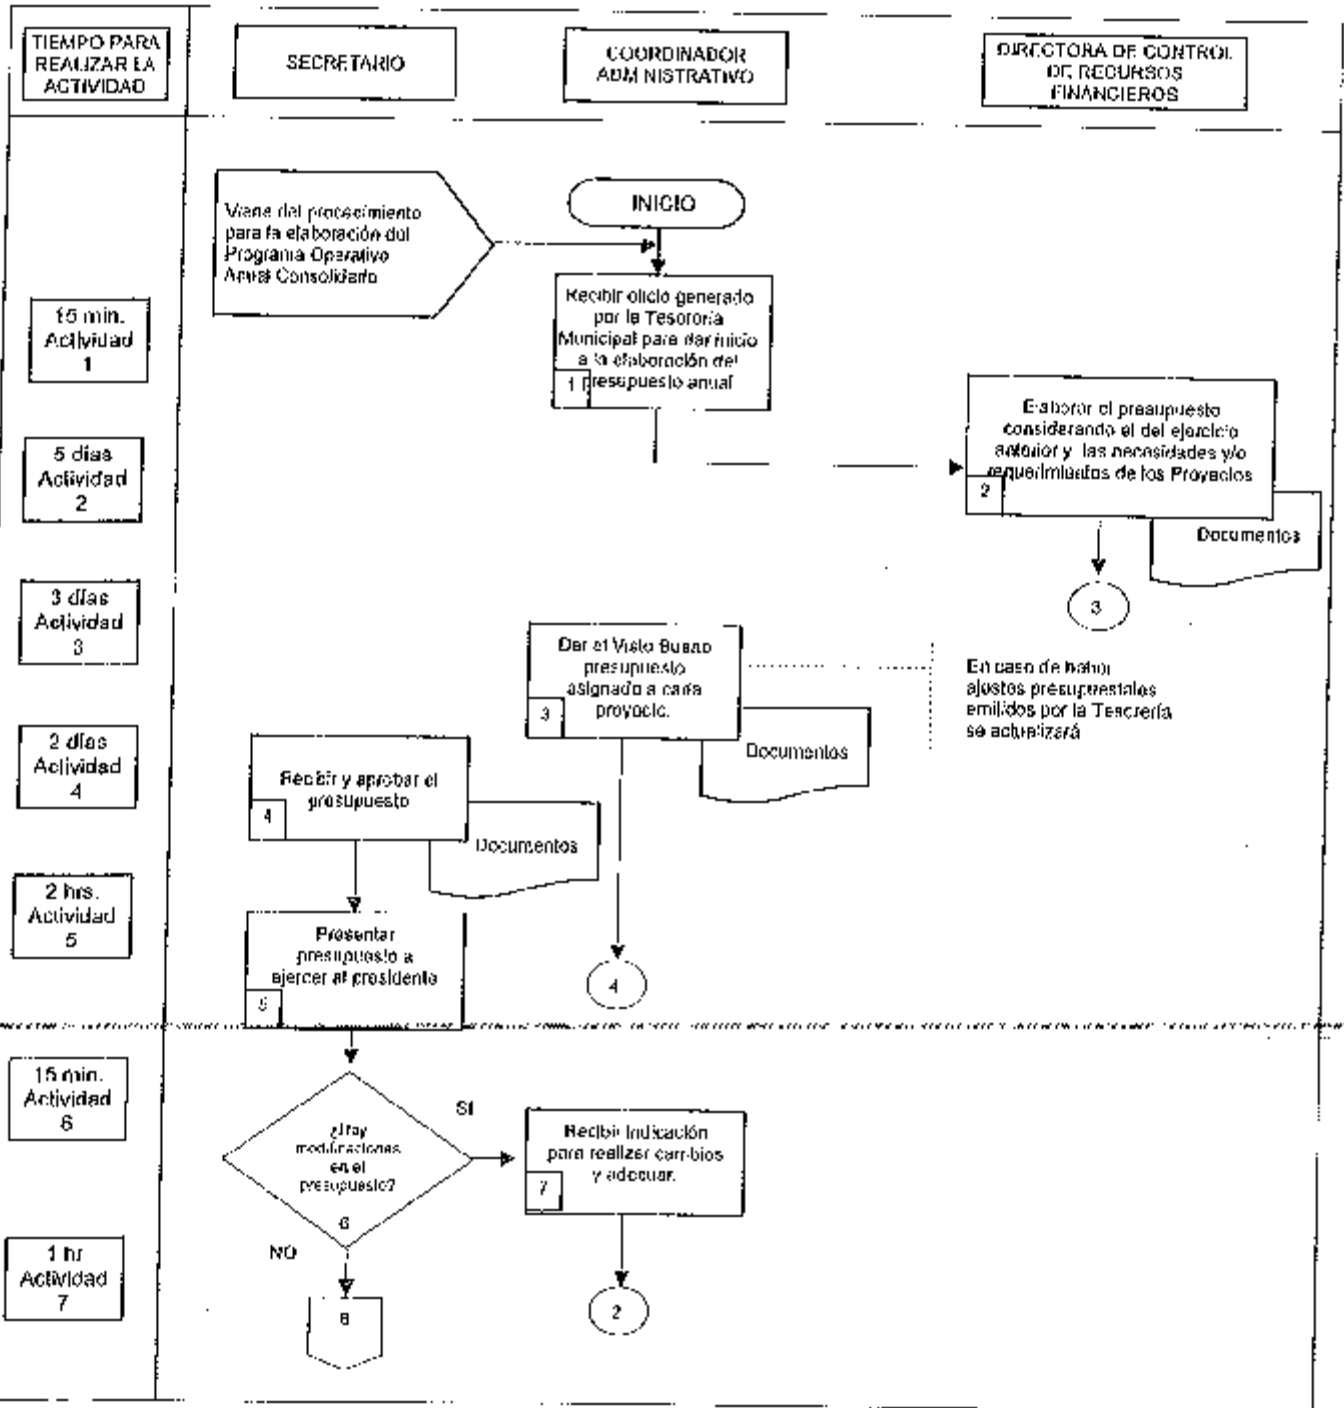 TIEMPO PARA
REALIZAR LA
ACTIVIDAD
SECRETARIO
COORDINADOR
ADMINISTRATIVO
DIRECTORA DE CONTROL
DE RECURSOS
FINANCIEROS
Viene del procedimiento
para la elaboración del
Programa Operativo
Anual Consolidado
INICIO
Recibir oficio generado
por la Tesorería
Municipal para dar inicio
a la elaboración del
presupuesto anual
1
15 min.
Actividad
1
Elaborar el presupuesto
considerando el del ejercicio
anterior y las necesidades y/o
requerimientos de los Proyectos
2
Documentos
3
5 días
Actividad
2
3 días
Actividad
3
Dar el Visto Bueno
presupuesto
asignado a cada
proyecto.
3
Documentos
En caso de haber
ajustes presupuestales
emitidos por la Tesorería
se actualizará
2 días
Actividad
4
Recibir y aprobar el
presupuesto
4
Documentos
2 hrs.
Actividad
5
Presentar
presupuesto a
ejercer al presidente
5
4
15 min.
Actividad
6
¿Hay
modificaciones
en el
presupuesto?
6
SI
NO
Recibir indicación
para realizar cambios
y adecuar.
7
1 hr
Actividad
7
8
2